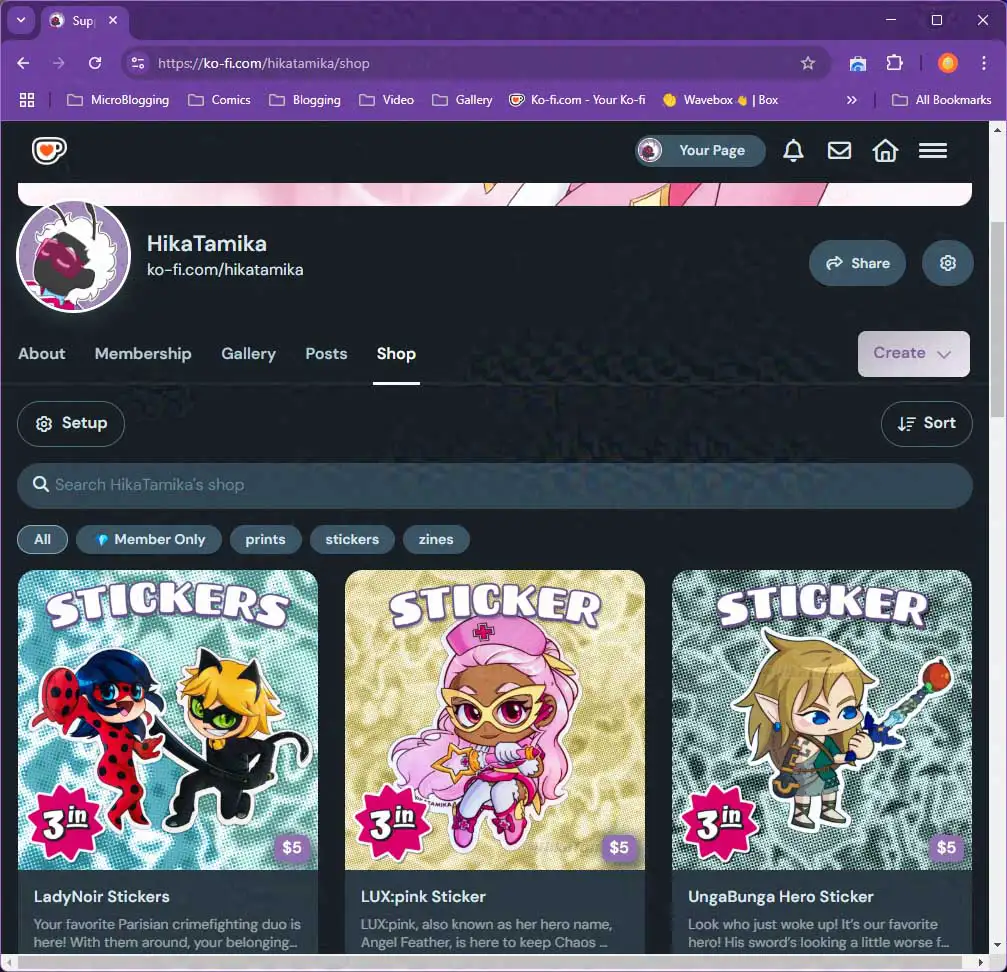 Sup
https://ko-fi.com/hikatamika/shop
MicroBlogging
Comics
Blogging
Video
Gallery
Ko-fi.com - Your Ko-fi
Wavebox 👋 | Box
All Bookmarks
Your Page
HikaTamika
ko-fi.com/hikatamika
Share
About
Membership
Gallery
Posts
Shop
Create
Setup
Sort
Search HikaTamika's shop
All
Member Only
prints
stickers
zines
STICKERS
3in
$5
LadyNoir Stickers
Your favorite Parisian crimefighting duo is
here! With them around, your belonging...
STICKER
3in
$5
LUX:pink Sticker
LUX:pink, also known as her hero name,
Angel Feather, is here to keep Chaos ...
STICKER
3in
$5
UngaBunga Hero Sticker
Look who just woke up! It's our favorite
hero! His sword's looking a little worse f...